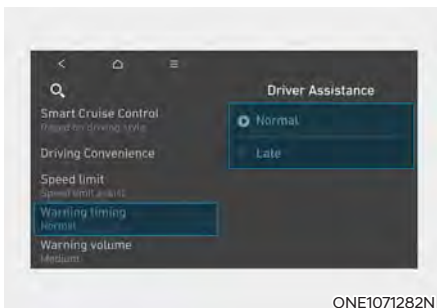 Driver Assistance
Smart Cruise Control
Based on driving style
Driving Convenience
Speed limit
Speed limit assist
Warning timing
Normal
Warning volume
Medium
Normal
Late
ONE1071282N